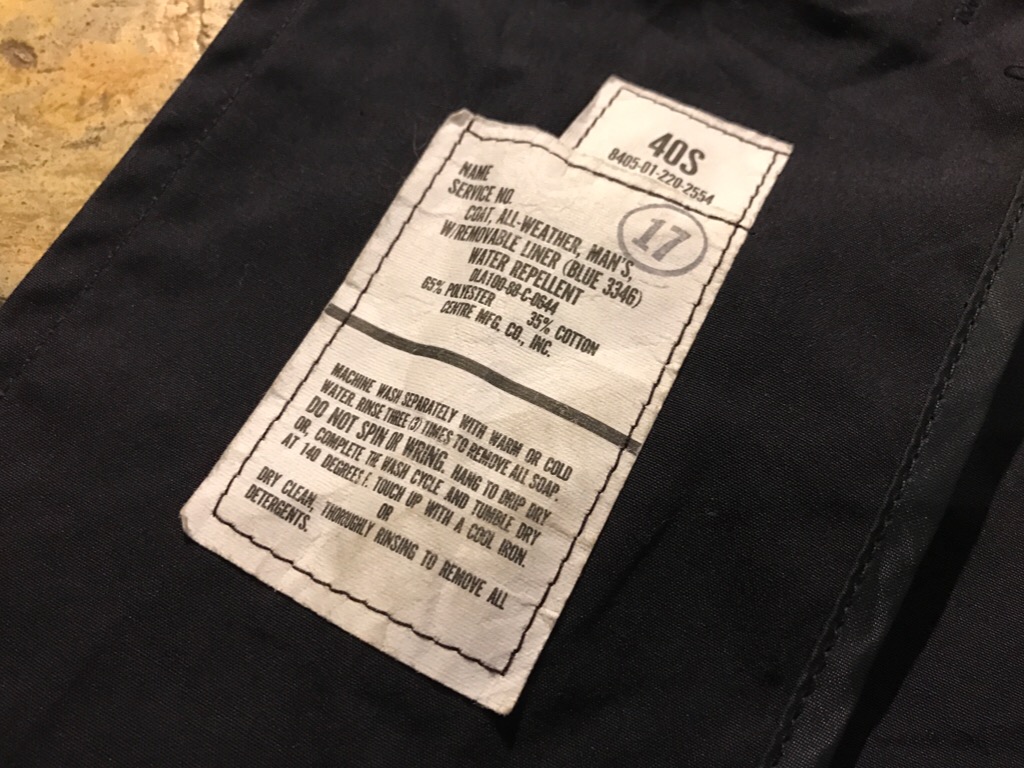 40S
8405-01-220-2554
17
NAME
SERVICE NO.
COAT, ALL-WEATHER, MAN'S,
W/REMOVABLE LINER (BLUE 3346)
WATER REPELLENT
DLA100-88-C-0644
65% POLYESTER 35% COTTON
CENTRE MFG. CO., INC.
MACHINE WASH SEPARATELY WITH WARM OR COLD
WATER. RINSE THREE (3) TIMES TO REMOVE ALL SOAP.
DO NOT SPIN OR WRING. HANG TO DRIP DRY
OR, COMPLETE THE WASH CYCLE AND TUMBLE DRY
AT 140 DEGREES F. TOUCH UP WITH A COOL IRON.
OR
DRY CLEAN, THOROUGHLY RINSING TO REMOVE ALL
DETERGENTS.